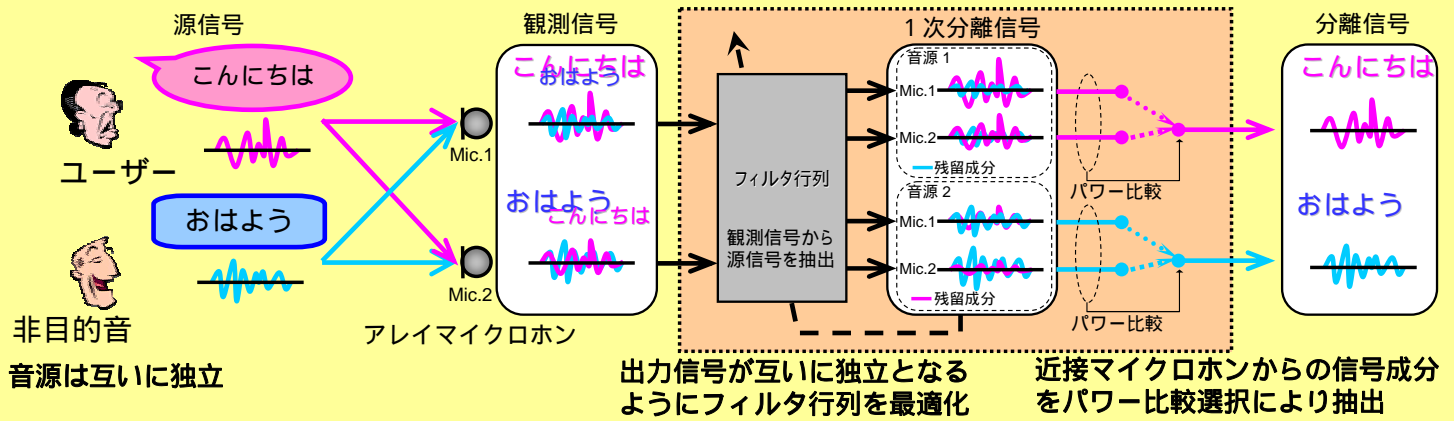 源信号
こんにちは
ユーザー
おはよう
非目的音
音源は互いに独立
Mic.1
Mic.2
アレイマイクロホン
観測信号
こんにちは
おはよう
おはよう
こんにちは
フィルタ行列
観測信号から
源信号を抽出
1次分離信号
音源1
Mic.1
Mic.2
残留成分
音源2
Mic.1
Mic.2
残留成分
パワー比較
パワー比較
出力信号が互いに独立となる
ようにフィルタ行列を最適化
分離信号
こんにちは
おはよう
近接マイクロホンからの信号成分
をパワー比較選択により抽出